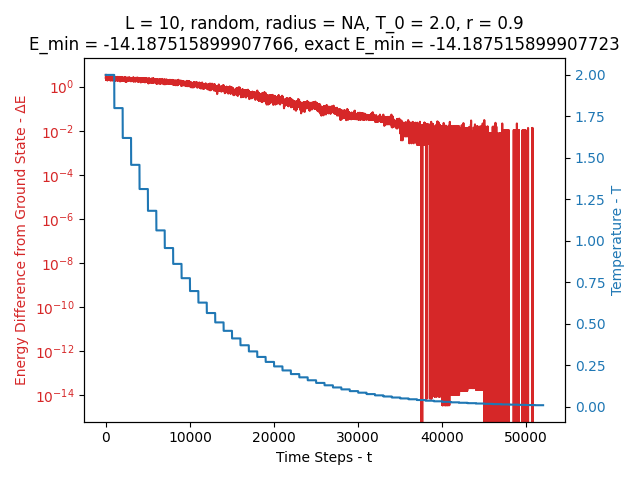 L = 10, random, radius = NA, T_0 = 2.0, r = 0.9
E_min = -14.187515899907766, exact E_min = -14.187515899907723
10^0
10^-2
10^-4
10^-6
10^-8
10^-10
10^-12
10^-14
Energy Difference from Ground State - ΔE
2.00
1.75
1.50
1.25
1.00
0.75
0.50
0.25
0.00
Temperature - T
0 10000 20000 30000 40000 50000
Time Steps - t